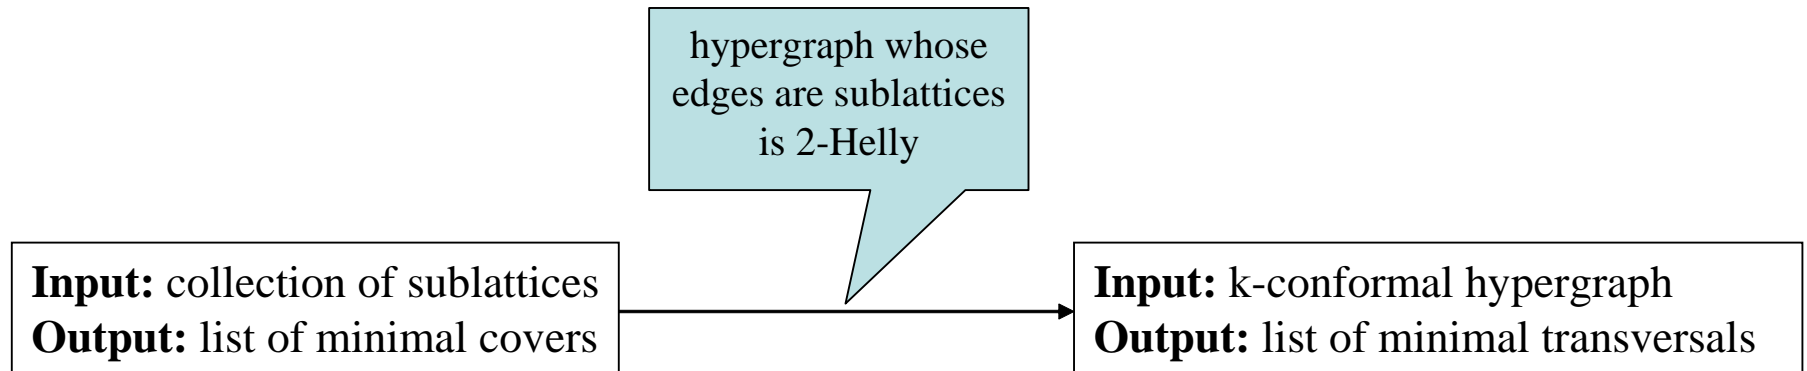 hypergraph whose
edges are sublattices
is 2-Helly
Input: collection of sublattices
Output: list of minimal covers
Input: k-conformal hypergraph
Output: list of minimal transversals